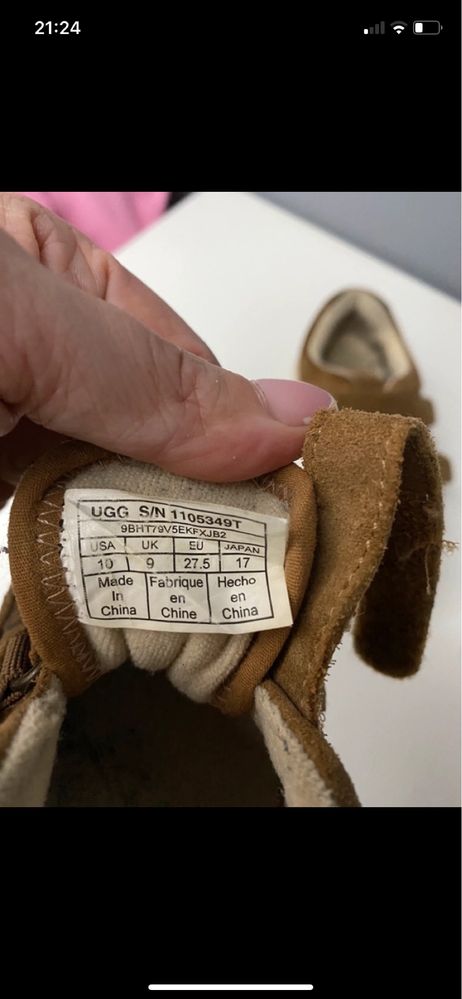 21:24
UGG S/N 1105349T
9BHT79V5EKFXJB2
USA UK EU JAPAN
10 9 27.5 17
Made Fabrique Hecho
In en en
China Chine China